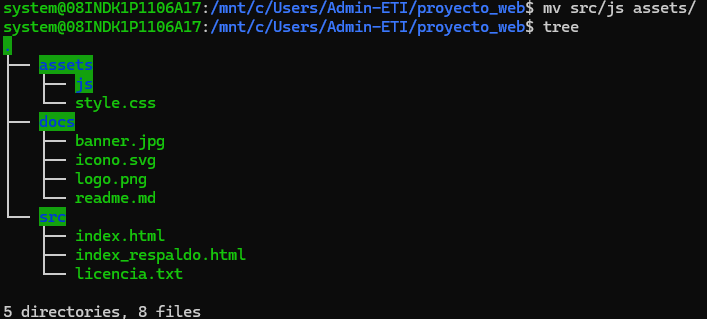 system@08INDK1P1106A17:/mnt/c/Users/Admin-ETI/proyecto_web$ mv src/js assets/
system@08INDK1P1106A17:/mnt/c/Users/Admin-ETI/proyecto_web$ tree
.
├── assets
│   ├── js
│   └── style.css
├── docs
│   ├── banner.jpg
│   ├── icono.svg
│   ├── logo.png
│   └── readme.md
└── src
    ├── index.html
    ├── index_respaldo.html
    └── licencia.txt
5 directories, 8 files